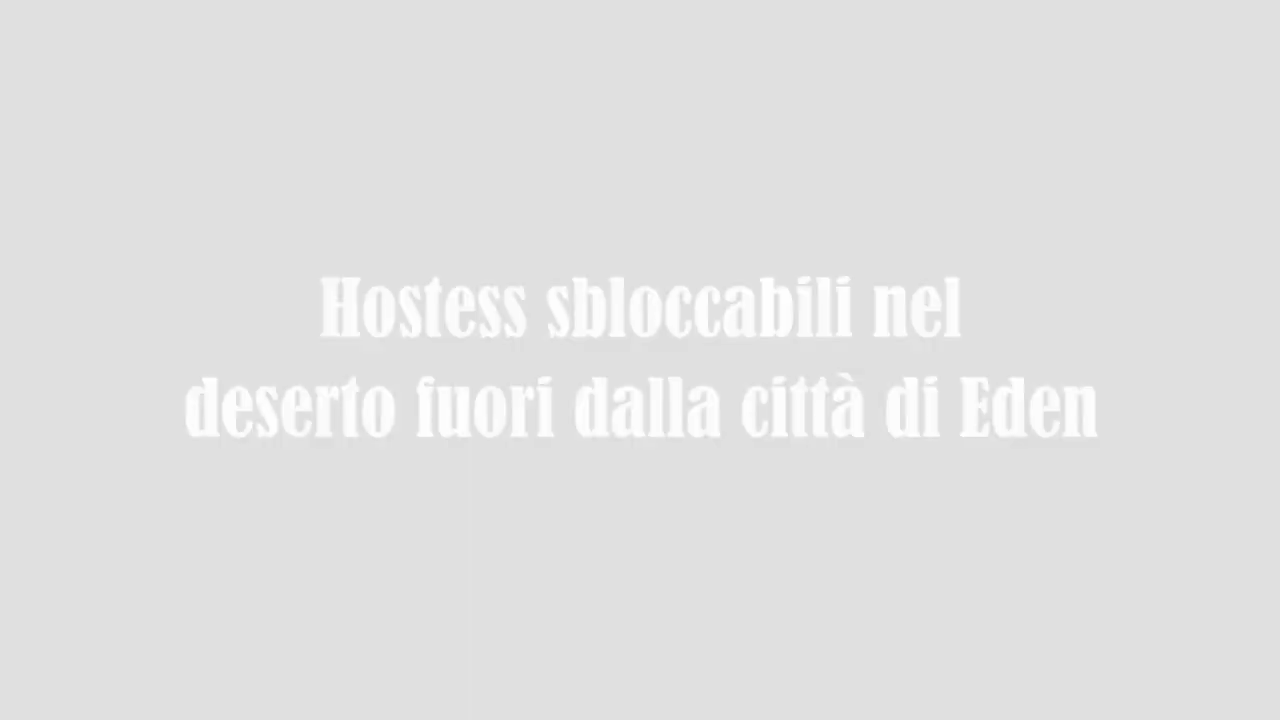 Hostess sbloccabili nel
deserto fuori dalla città di Eden